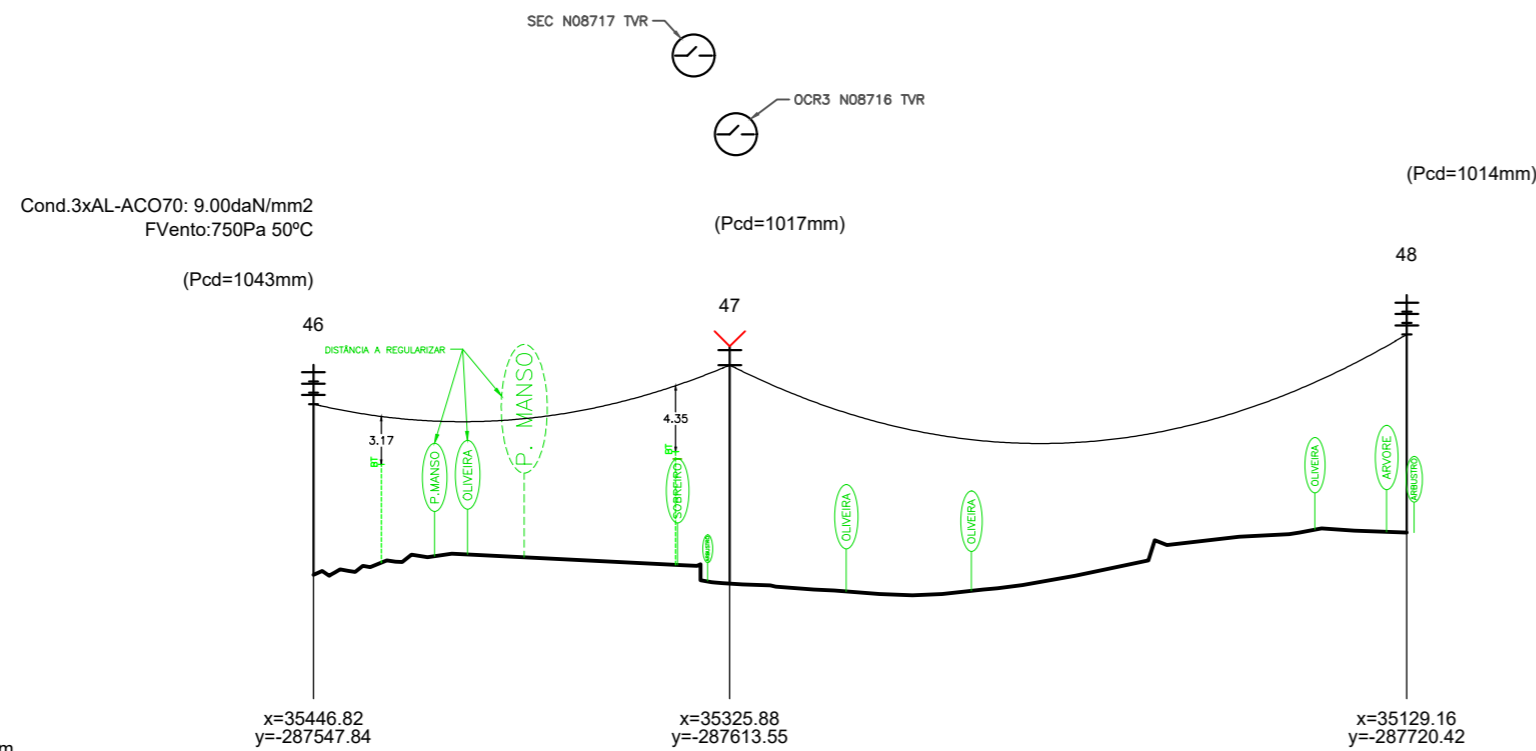 SEC N08717 TVR
OCR3 N08716 TVR
(Pcd=1014mm)
Cond.3xAL-ACO70: 9.00daN/mm2
FVento:750Pa 50ºC
(Pcd=1017mm)
(Pcd=1043mm)
48
47
46
DISTÂNCIA A REGULARIZAR
P. MANSO
3.17
4.35
BT
BT
P.MANSO
OLIVEIRA
SOBREIRO
OLIVEIRA
OLIVEIRA
OLIVEIRA
ARVORE
ARBUSTRO
x=35446.82
y=-287547.84
x=35325.88
y=-287613.55
x=35129.16
y=-287720.42
m